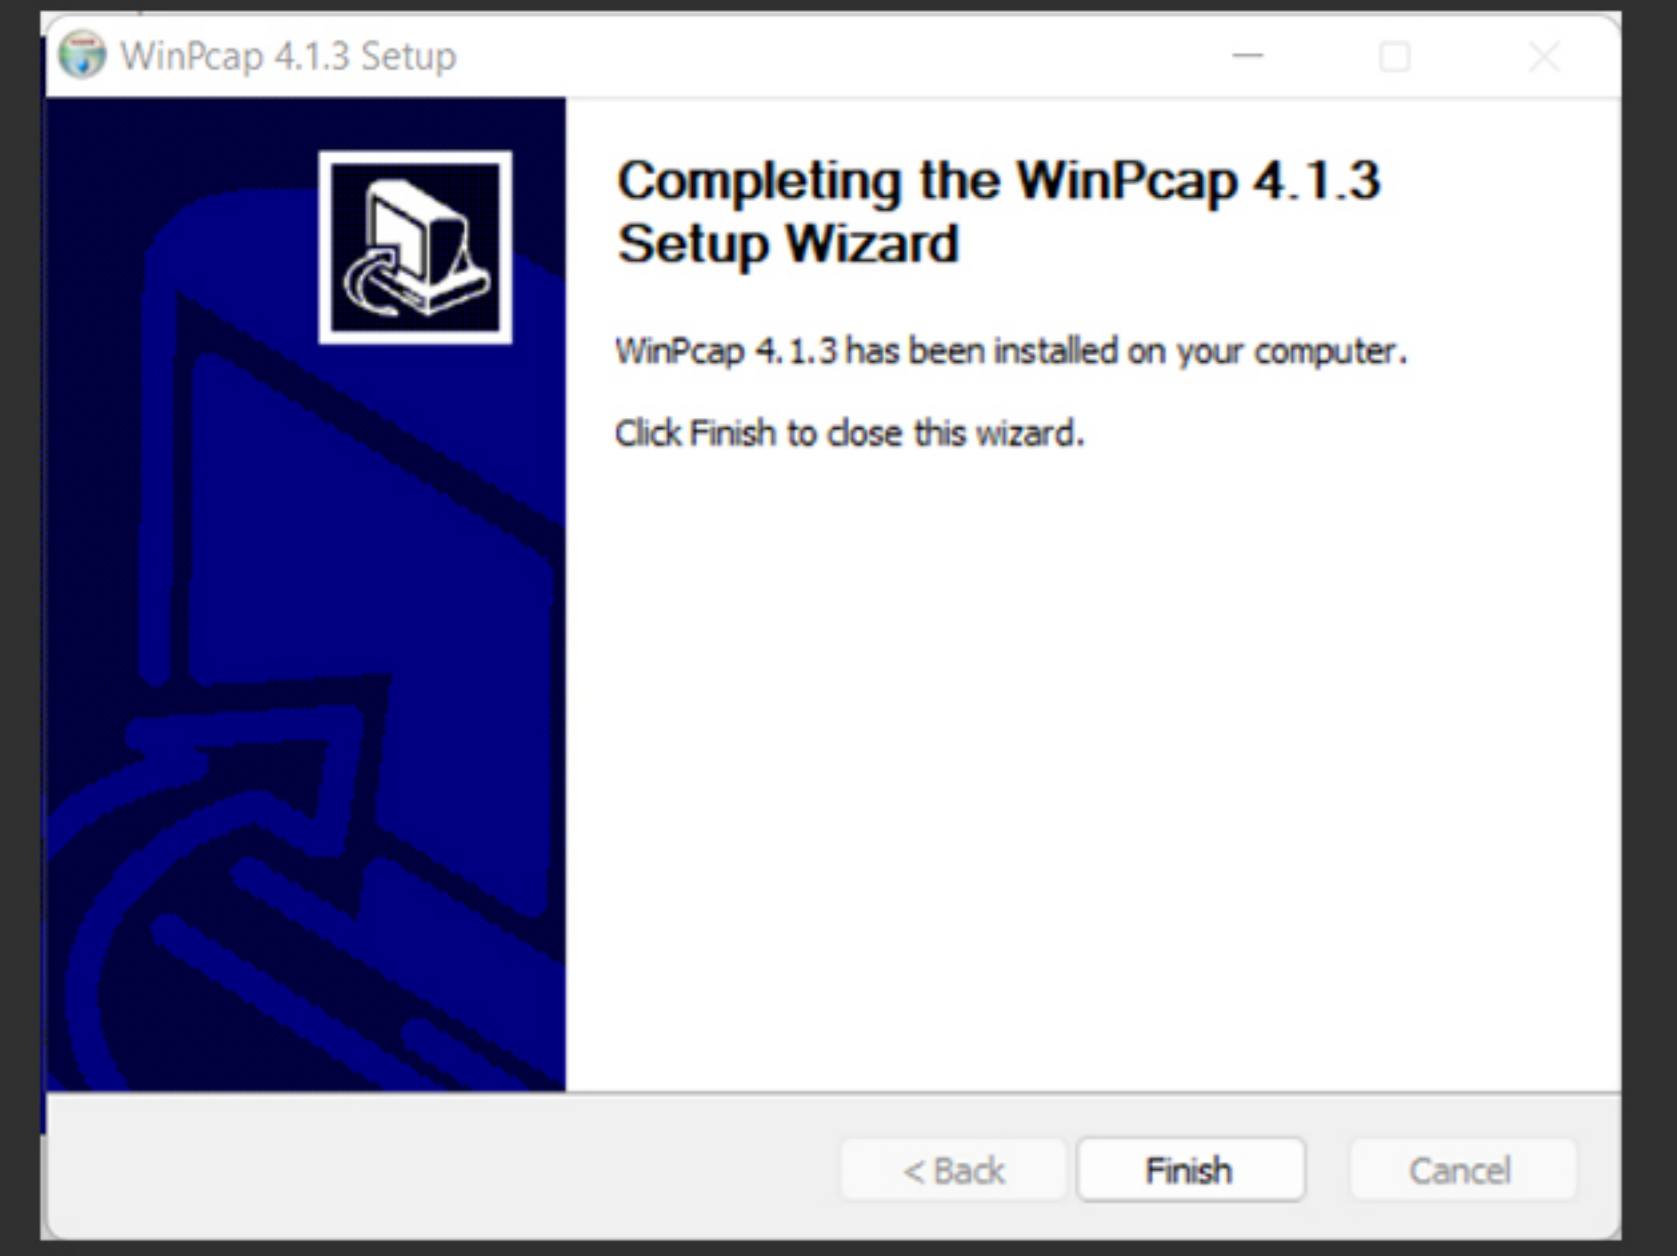 WinPcap 4.1.3 Setup
Completing the WinPcap 4.1.3
Setup Wizard
WinPcap 4.1.3 has been installed on your computer.
Click Finish to close this wizard.
< Back
Finish
Cancel